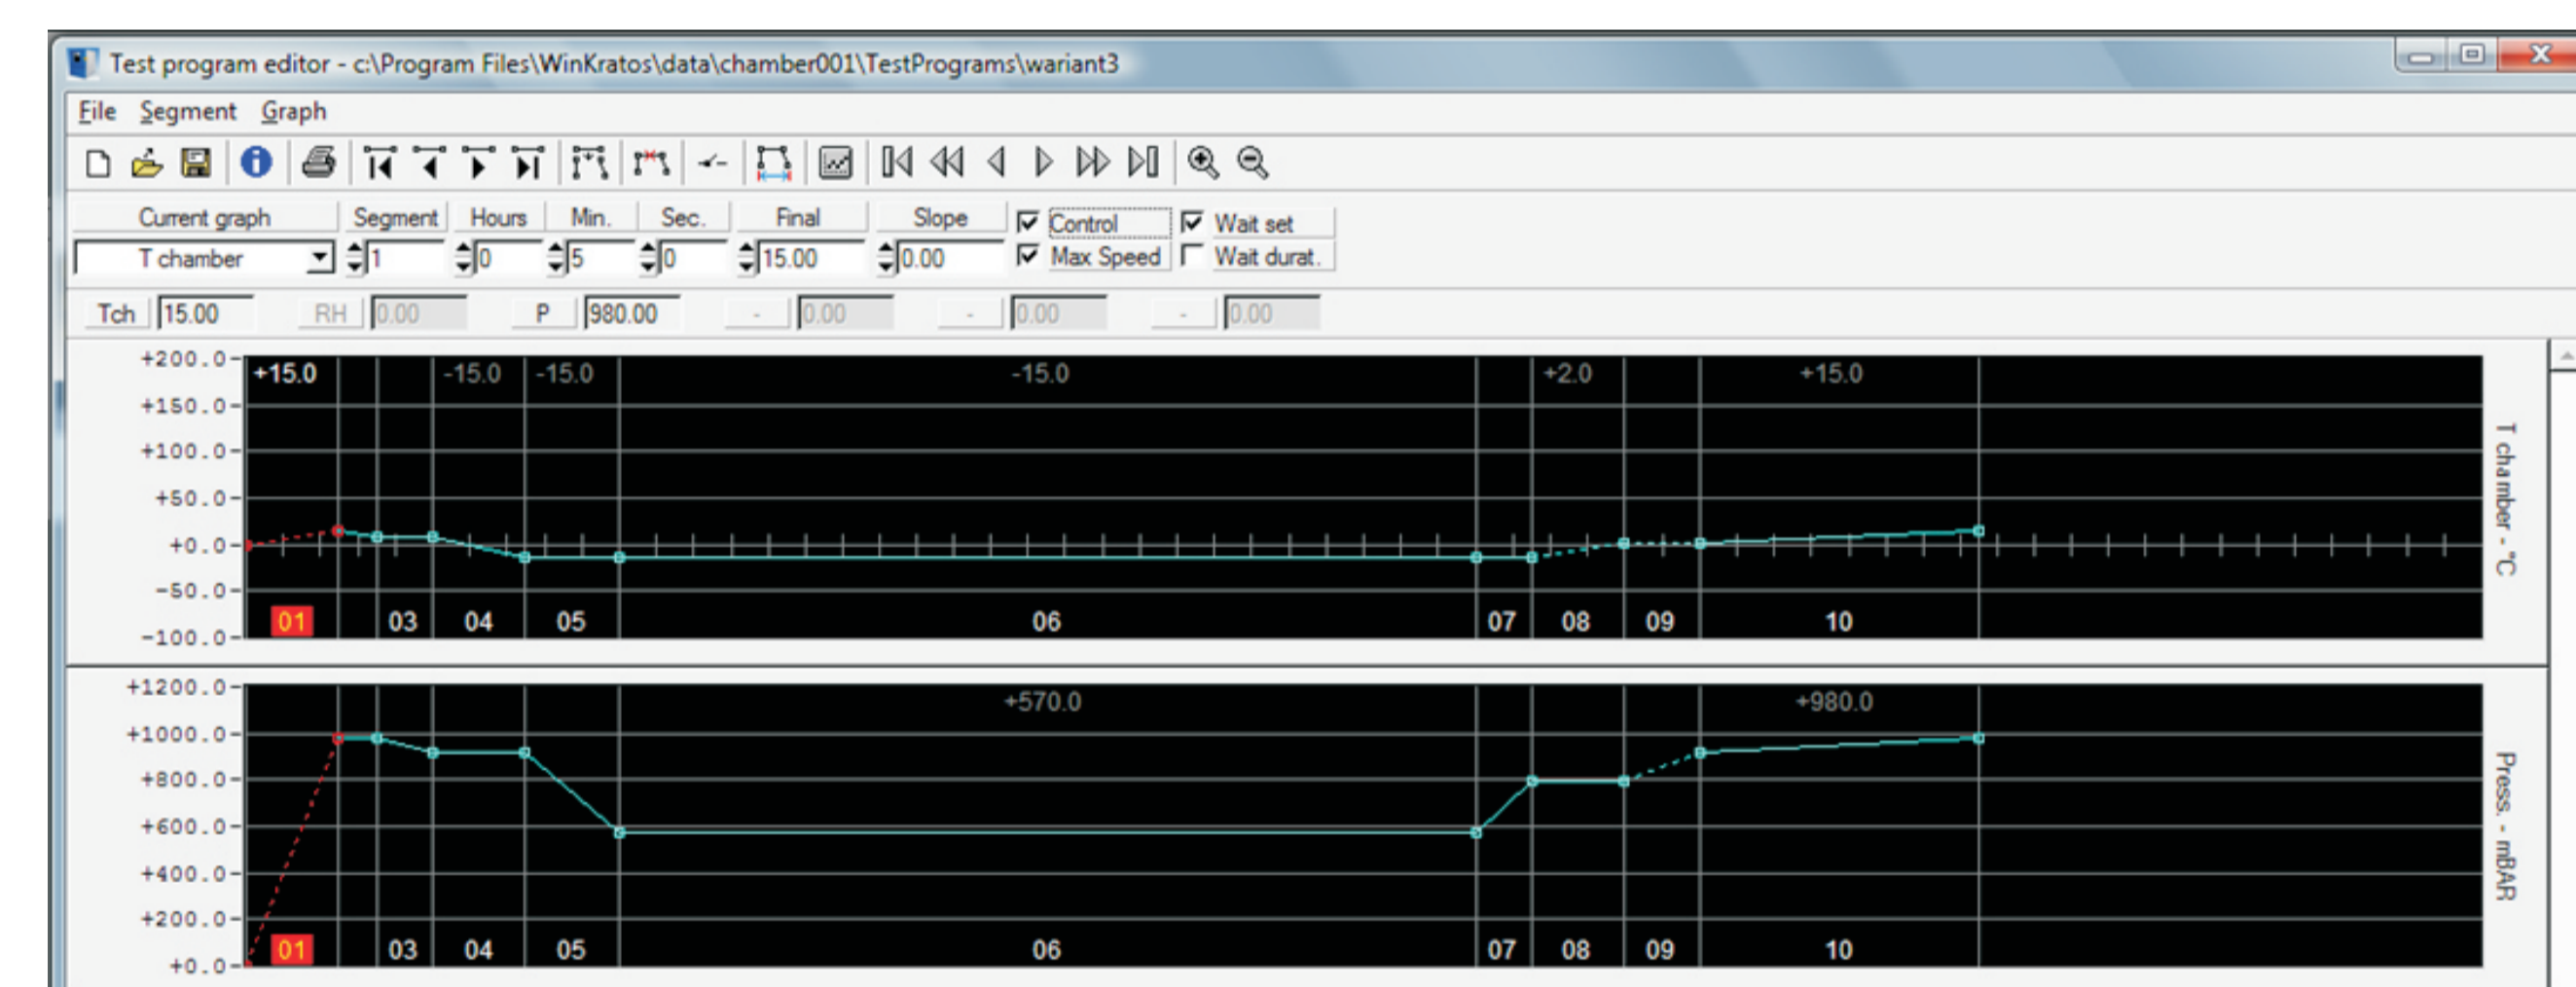 Test program editor - c:\Program Files\WinKratos\data\chamber001\TestPrograms\wariant3
File Segment Graph
Current graph Segment Hours Min. Sec. Final Slope Control Wait set
T chamber 1 0 5 0 15.00 0.00 Max Speed Wait durat.
Tch 15.00 RH 0.00 P 980.00 - 0.00 - 0.00 - 0.00
+200.0 +15.0 -15.0 -15.0 -15.0 +2.0 +15.0
+150.0
+100.0
+50.0
+0.0
-50.0
01 03 04 05 06 07 08 09 10
-100.0
T chamber - °C
+1200.0 +570.0 +980.0
+1000.0
+800.0
+600.0
+400.0
+200.0
01 03 04 05 06 07 08 09 10
+0.0
Press. - mBAR